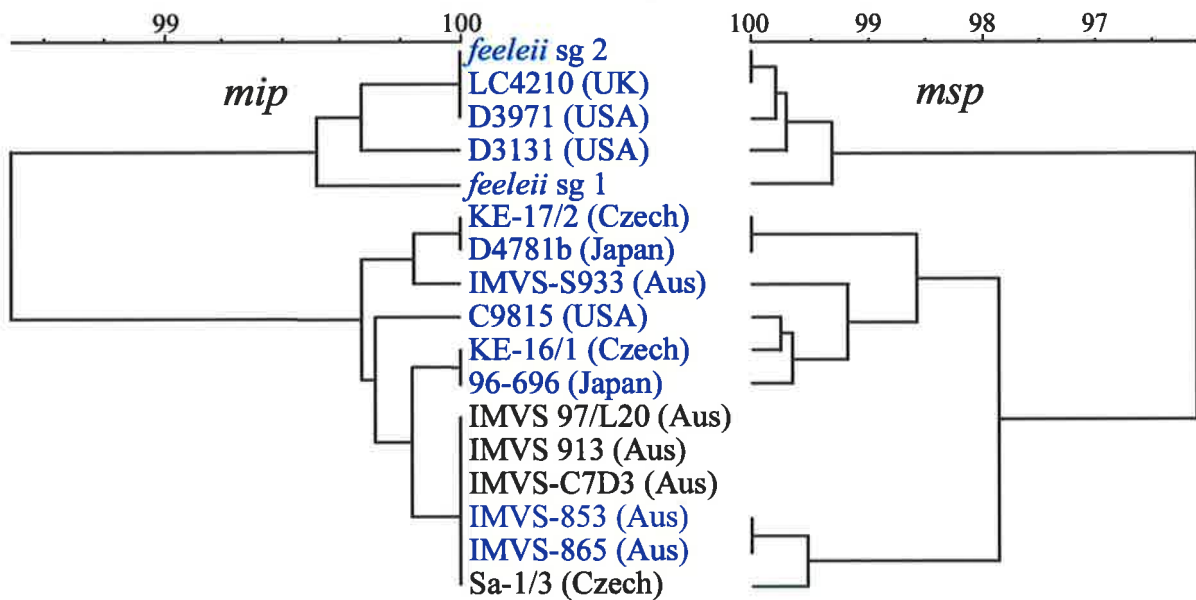 99 100 100 99 98 97
feeleii sg 2
mip LC4210 (UK) msp
D3971 (USA)
D3131 (USA)
feeleii sg 1
KE-17/2 (Czech)
D4781b (Japan)
IMVS-S933 (Aus)
C9815 (USA)
KE-16/1 (Czech)
96-696 (Japan)
IMVS 97/L20 (Aus)
IMVS 913 (Aus)
IMVS-C7D3 (Aus)
IMVS-853 (Aus)
IMVS-865 (Aus)
Sa-1/3 (Czech)